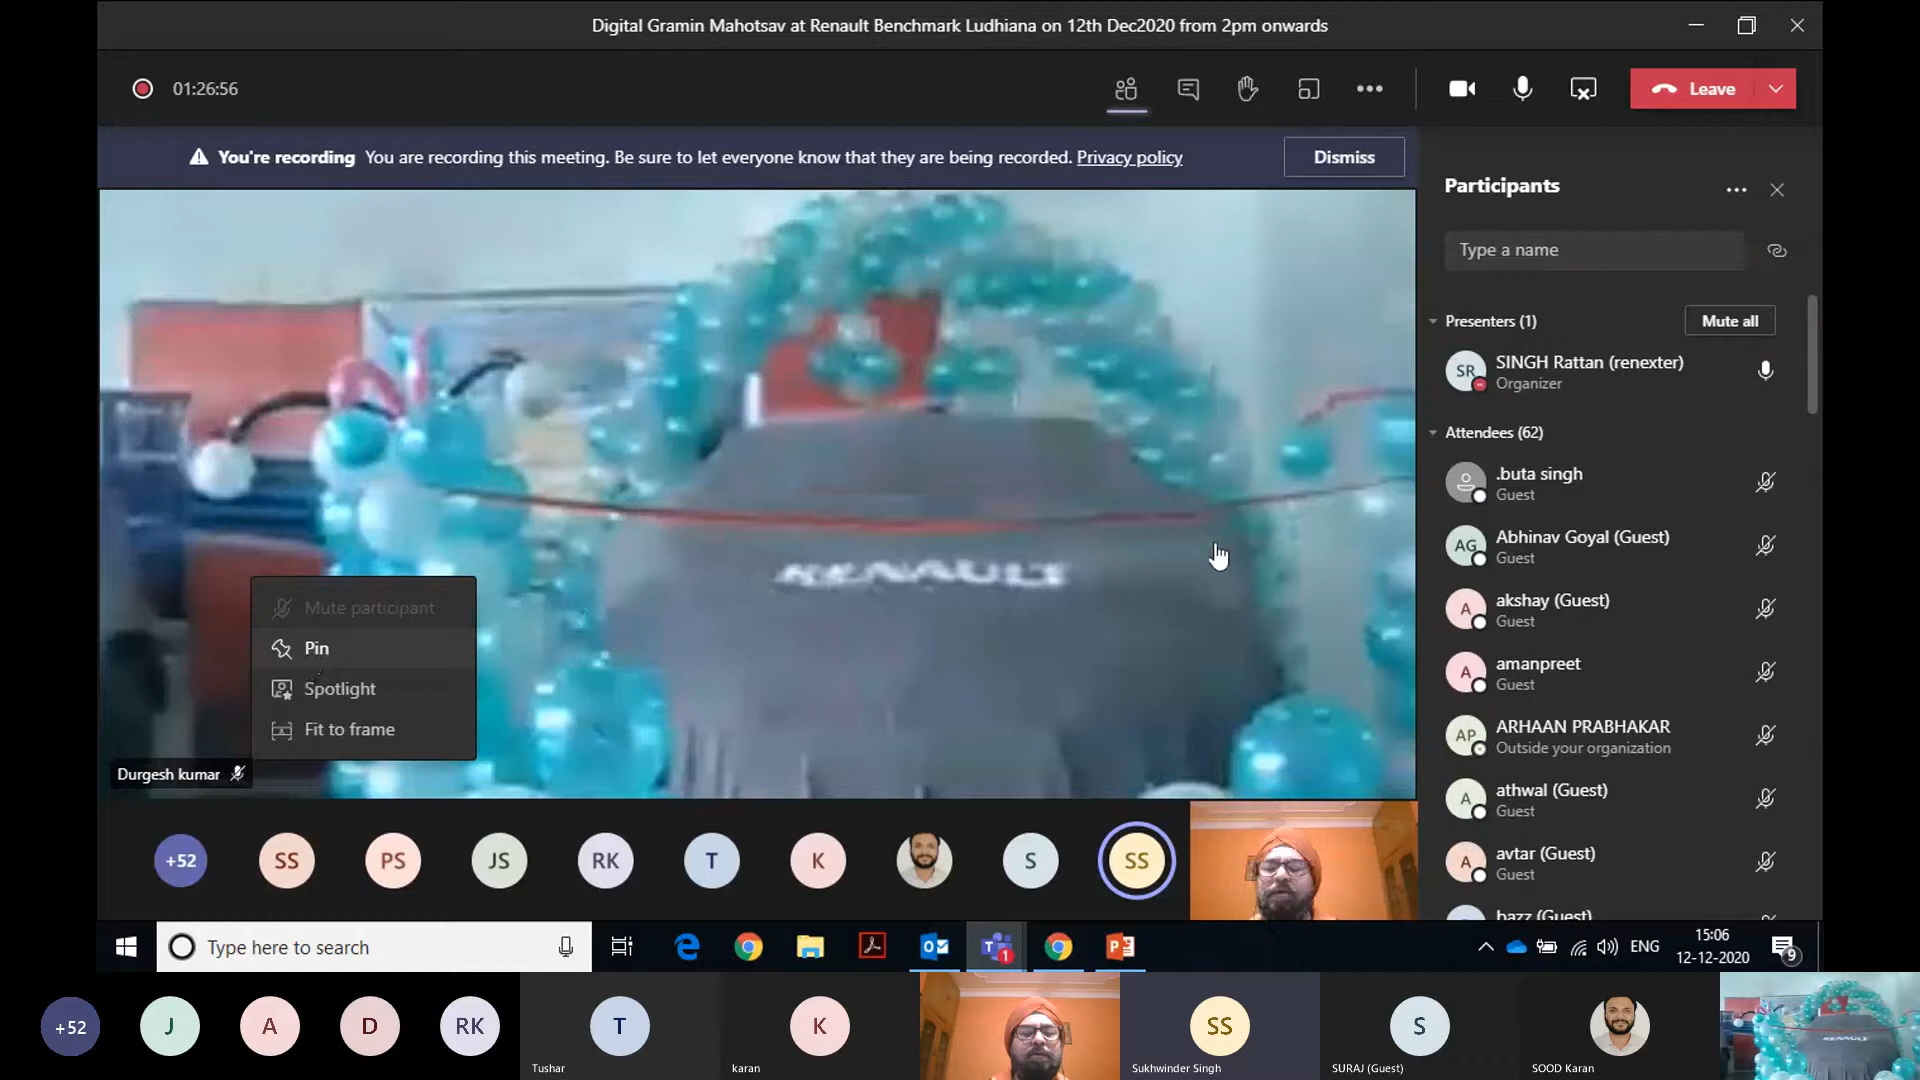 Digital Gramin Mahotsav at Renault Benchmark Ludhiana on 12th Dec2020 from 2pm onwards
01:26:56
Leave
You're recording You are recording this meeting. Be sure to let everyone know that they are being recorded. Privacy policy
Dismiss
Participants
Type a name
Presenters (1)
Mute all
SR
SINGH Rattan (renexter)
Organizer
Attendees (62)
.buta singh
Guest
AG
Abhinav Goyal (Guest)
Guest
A
akshay (Guest)
Guest
A
amanpreet
Guest
AP
ARHAAN PRABHAKAR
Outside your organization
A
athwal (Guest)
Guest
A
avtar (Guest)
Guest
bazz (Guest)
RENAULT
Mute participant
Pin
Spotlight
Fit to frame
Durgesh kumar
+52 SS PS JS RK T K S SS
Type here to search
1
ENG
15:06
12-12-2020
9
+52 J A D RK T K SS S
Tushar karan Sukhwinder Singh SURAJ (Guest) SOOD Karan
RENAULT